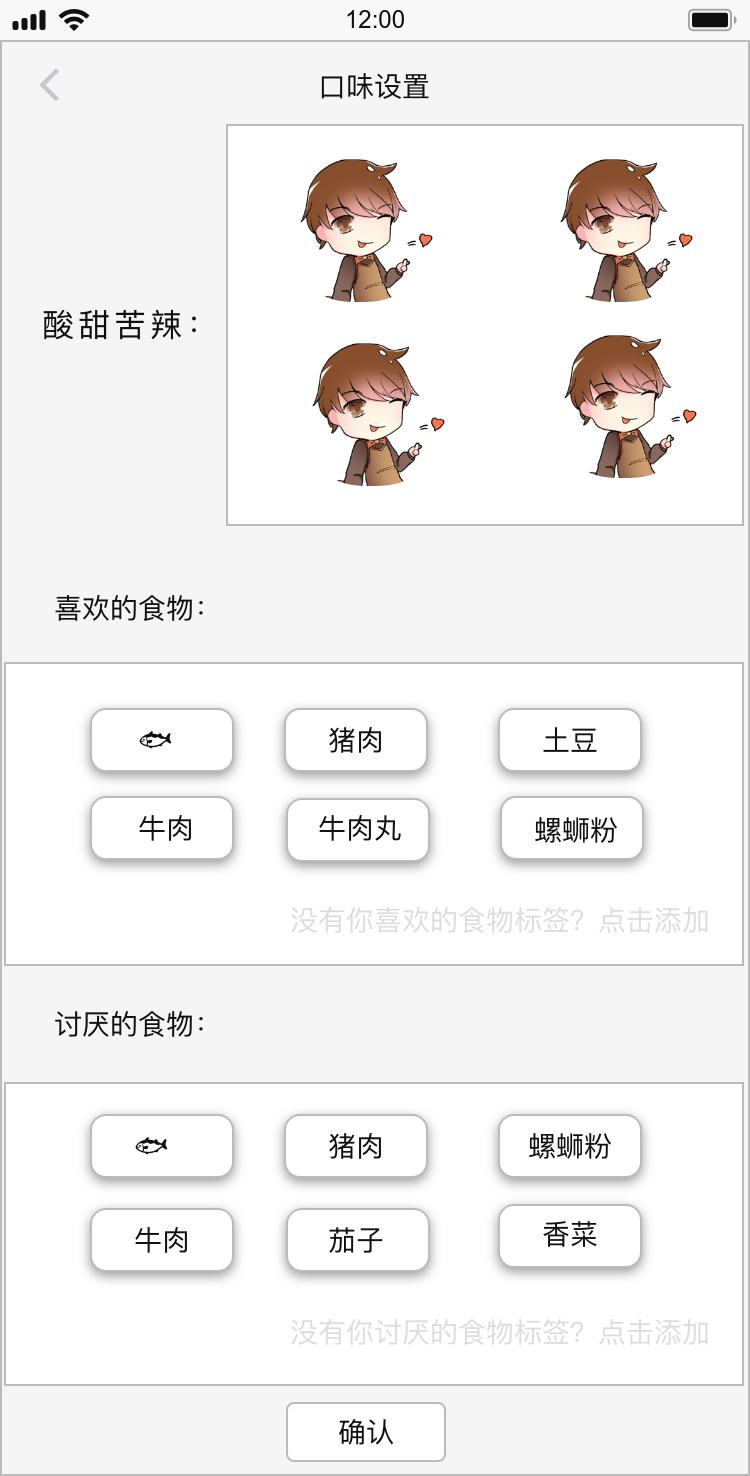 12:00
口味设置
酸甜苦辣：
喜欢的食物：
猪肉
土豆
牛肉
牛肉丸
螺蛳粉
没有你喜欢的食物标签？点击添加
讨厌的食物：
猪肉
螺蛳粉
牛肉
茄子
香菜
没有你讨厌的食物标签？点击添加
确认